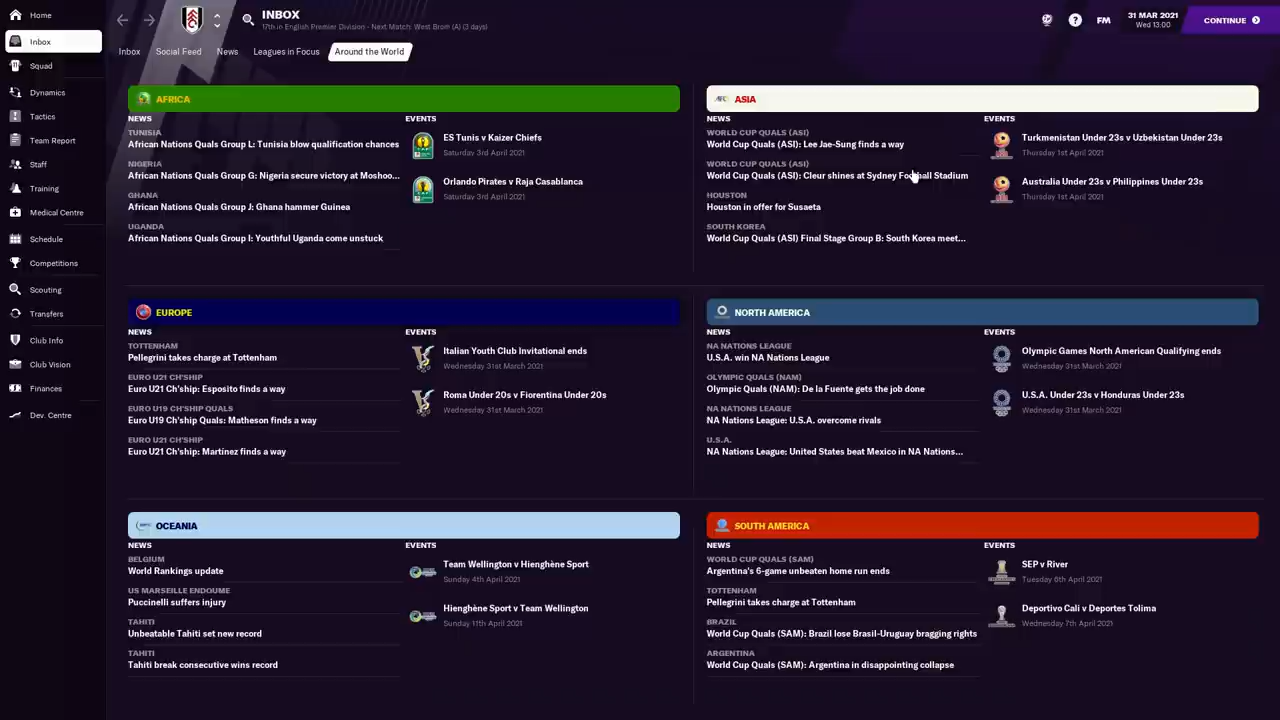 Home
Inbox
Squad
Dynamics
Tactics
Team Report
Staff
Training
Medical Centre
Schedule
Competitions
Scouting
Transfers
Club Info
Club Vision
Finances
Dev. Centre
INBOX
17th in English Premier Division - Next Match: West Brom (A) (3 days)
FM
31 MAR 2021
Wed 13:00
CONTINUE
Inbox Social Feed News Leagues in Focus Around the World
AFRICA
NEWS
TUNISIA
African Nations Quals Group L: Tunisia blow qualification chances
NIGERIA
African Nations Quals Group G: Nigeria secure victory at Moshoo...
GHANA
African Nations Quals Group J: Ghana hammer Guinea
UGANDA
African Nations Quals Group I: Youthful Uganda come unstuck
EVENTS
ES Tunis v Kaizer Chiefs
Saturday 3rd April 2021
Orlando Pirates v Raja Casablanca
Saturday 3rd April 2021
AFC ASIA
NEWS
WORLD CUP QUALS (ASI)
World Cup Quals (ASI): Lee Jae-Sung finds a way
WORLD CUP QUALS (ASI)
World Cup Quals (ASI): Cleur shines at Sydney Football Stadium
HOUSTON
Houston in offer for Susaeta
SOUTH KOREA
World Cup Quals (ASI) Final Stage Group B: South Korea meet...
EVENTS
Turkmenistan Under 23s v Uzbekistan Under 23s
Thursday 1st April 2021
Australia Under 23s v Philippines Under 23s
Thursday 1st April 2021
EUROPE
NEWS
TOTTENHAM
Pellegrini takes charge at Tottenham
EURO U21 CH'SHIP
Euro U21 Ch'ship: Esposito finds a way
EURO U19 CH'SHIP QUALS
Euro U19 Ch'ship Quals: Matheson finds a way
EURO U21 CH'SHIP
Euro U21 Ch'ship: Martínez finds a way
EVENTS
Italian Youth Club Invitational ends
Wednesday 31st March 2021
Roma Under 20s v Fiorentina Under 20s
Wednesday 31st March 2021
NORTH AMERICA
NEWS
NA NATIONS LEAGUE
U.S.A. win NA Nations League
OLYMPIC QUALS (NAM)
Olympic Quals (NAM): De la Fuente gets the job done
NA NATIONS LEAGUE
NA Nations League: U.S.A. overcome rivals
U.S.A.
NA Nations League: United States beat Mexico in NA Nations...
EVENTS
Olympic Games North American Qualifying ends
Wednesday 31st March 2021
U.S.A. Under 23s v Honduras Under 23s
Wednesday 31st March 2021
OCEANIA
NEWS
BELGIUM
World Rankings update
US MARSEILLE ENDOUME
Puccinelli suffers injury
TAHITI
Unbeatable Tahiti set new record
TAHITI
Tahiti break consecutive wins record
EVENTS
Team Wellington v Hienghène Sport
Sunday 4th April 2021
Hienghène Sport v Team Wellington
Sunday 11th April 2021
SOUTH AMERICA
NEWS
WORLD CUP QUALS (SAM)
Argentina's 6-game unbeaten home run ends
TOTTENHAM
Pellegrini takes charge at Tottenham
BRAZIL
World Cup Quals (SAM): Brazil lose Brasil-Uruguay bragging rights
ARGENTINA
World Cup Quals (SAM): Argentina in disappointing collapse
EVENTS
SEP v River
Tuesday 6th April 2021
Deportivo Cali v Deportes Tolima
Wednesday 7th April 2021